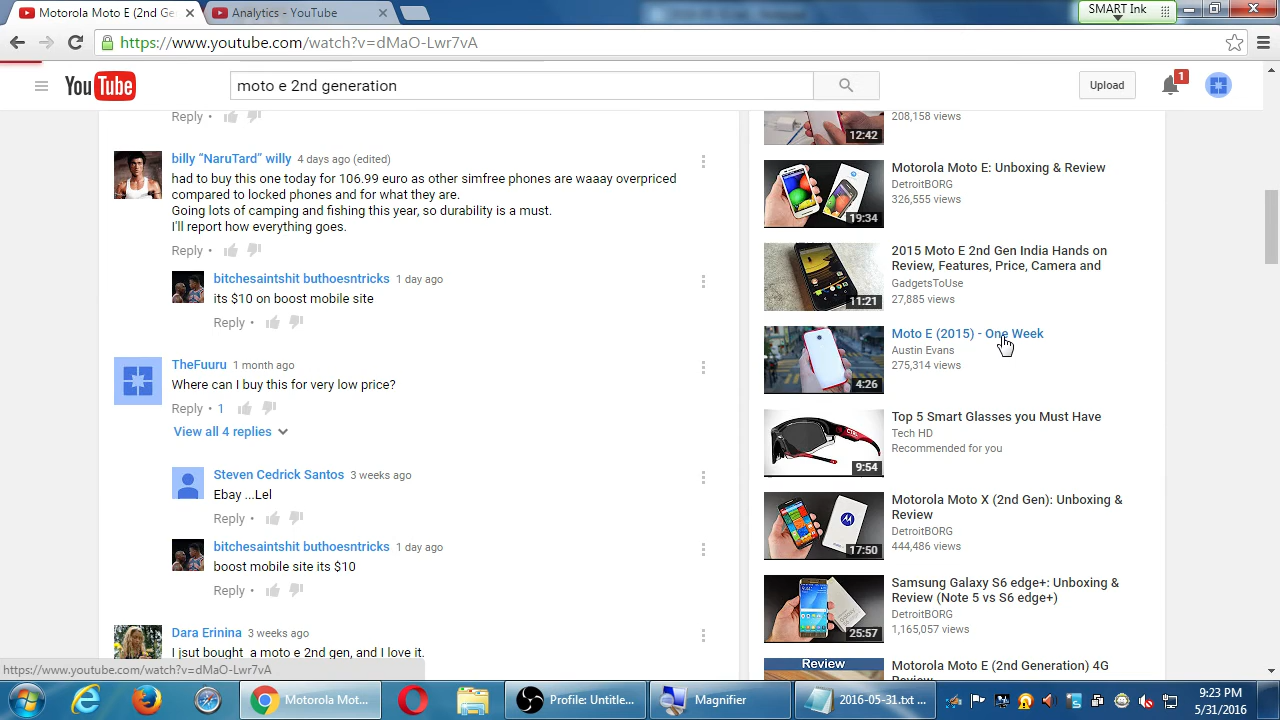 Motorola Moto E (2nd Ge
Analytics - YouTube
SMART Ink
https://www.youtube.com/watch?v=dMaO-Lwr7vA
YouTube
moto e 2nd generation
Upload
1
Reply •
billy “NaruTard” willy 4 days ago (edited)
had to buy this one today for 106.99 euro as other simfree phones are waaay overpriced
compared to locked phones and for what they are.
Going lots of camping and fishing this year, so durability is a must.
I'll report how everything goes.
Reply •
bitchesaintshit buthoesntricks 1 day ago
its $10 on boost mobile site
Reply •
TheFuuru 1 month ago
Where can I buy this for very low price?
Reply • 1
View all 4 replies
Steven Cedrick Santos 3 weeks ago
Ebay ...Lel
Reply •
bitchesaintshit buthoesntricks 1 day ago
boost mobile site its $10
Reply •
Dara Erinina 3 weeks ago
I jsut bought a moto e 2nd gen, and I love it.
12:42
208,158 views
19:34
Motorola Moto E: Unboxing & Review
DetroitBORG
326,555 views
11:21
2015 Moto E 2nd Gen India Hands on
Review, Features, Price, Camera and
GadgetsToUse
27,885 views
4:26
Moto E (2015) - One Week
Austin Evans
275,314 views
9:54
Top 5 Smart Glasses you Must Have
Tech HD
Recommended for you
17:50
Motorola Moto X (2nd Gen): Unboxing &
Review
DetroitBORG
444,486 views
25:57
Samsung Galaxy S6 edge+: Unboxing &
Review (Note 5 vs S6 edge+)
DetroitBORG
1,165,057 views
Review
Motorola Moto E (2nd Generation) 4G
https://www.youtube.com/watch?v=dMaO-Lwr7vA
Motorola Mot...
Profile: Untitle...
Magnifier
2016-05-31.txt ...
9:23 PM
5/31/2016